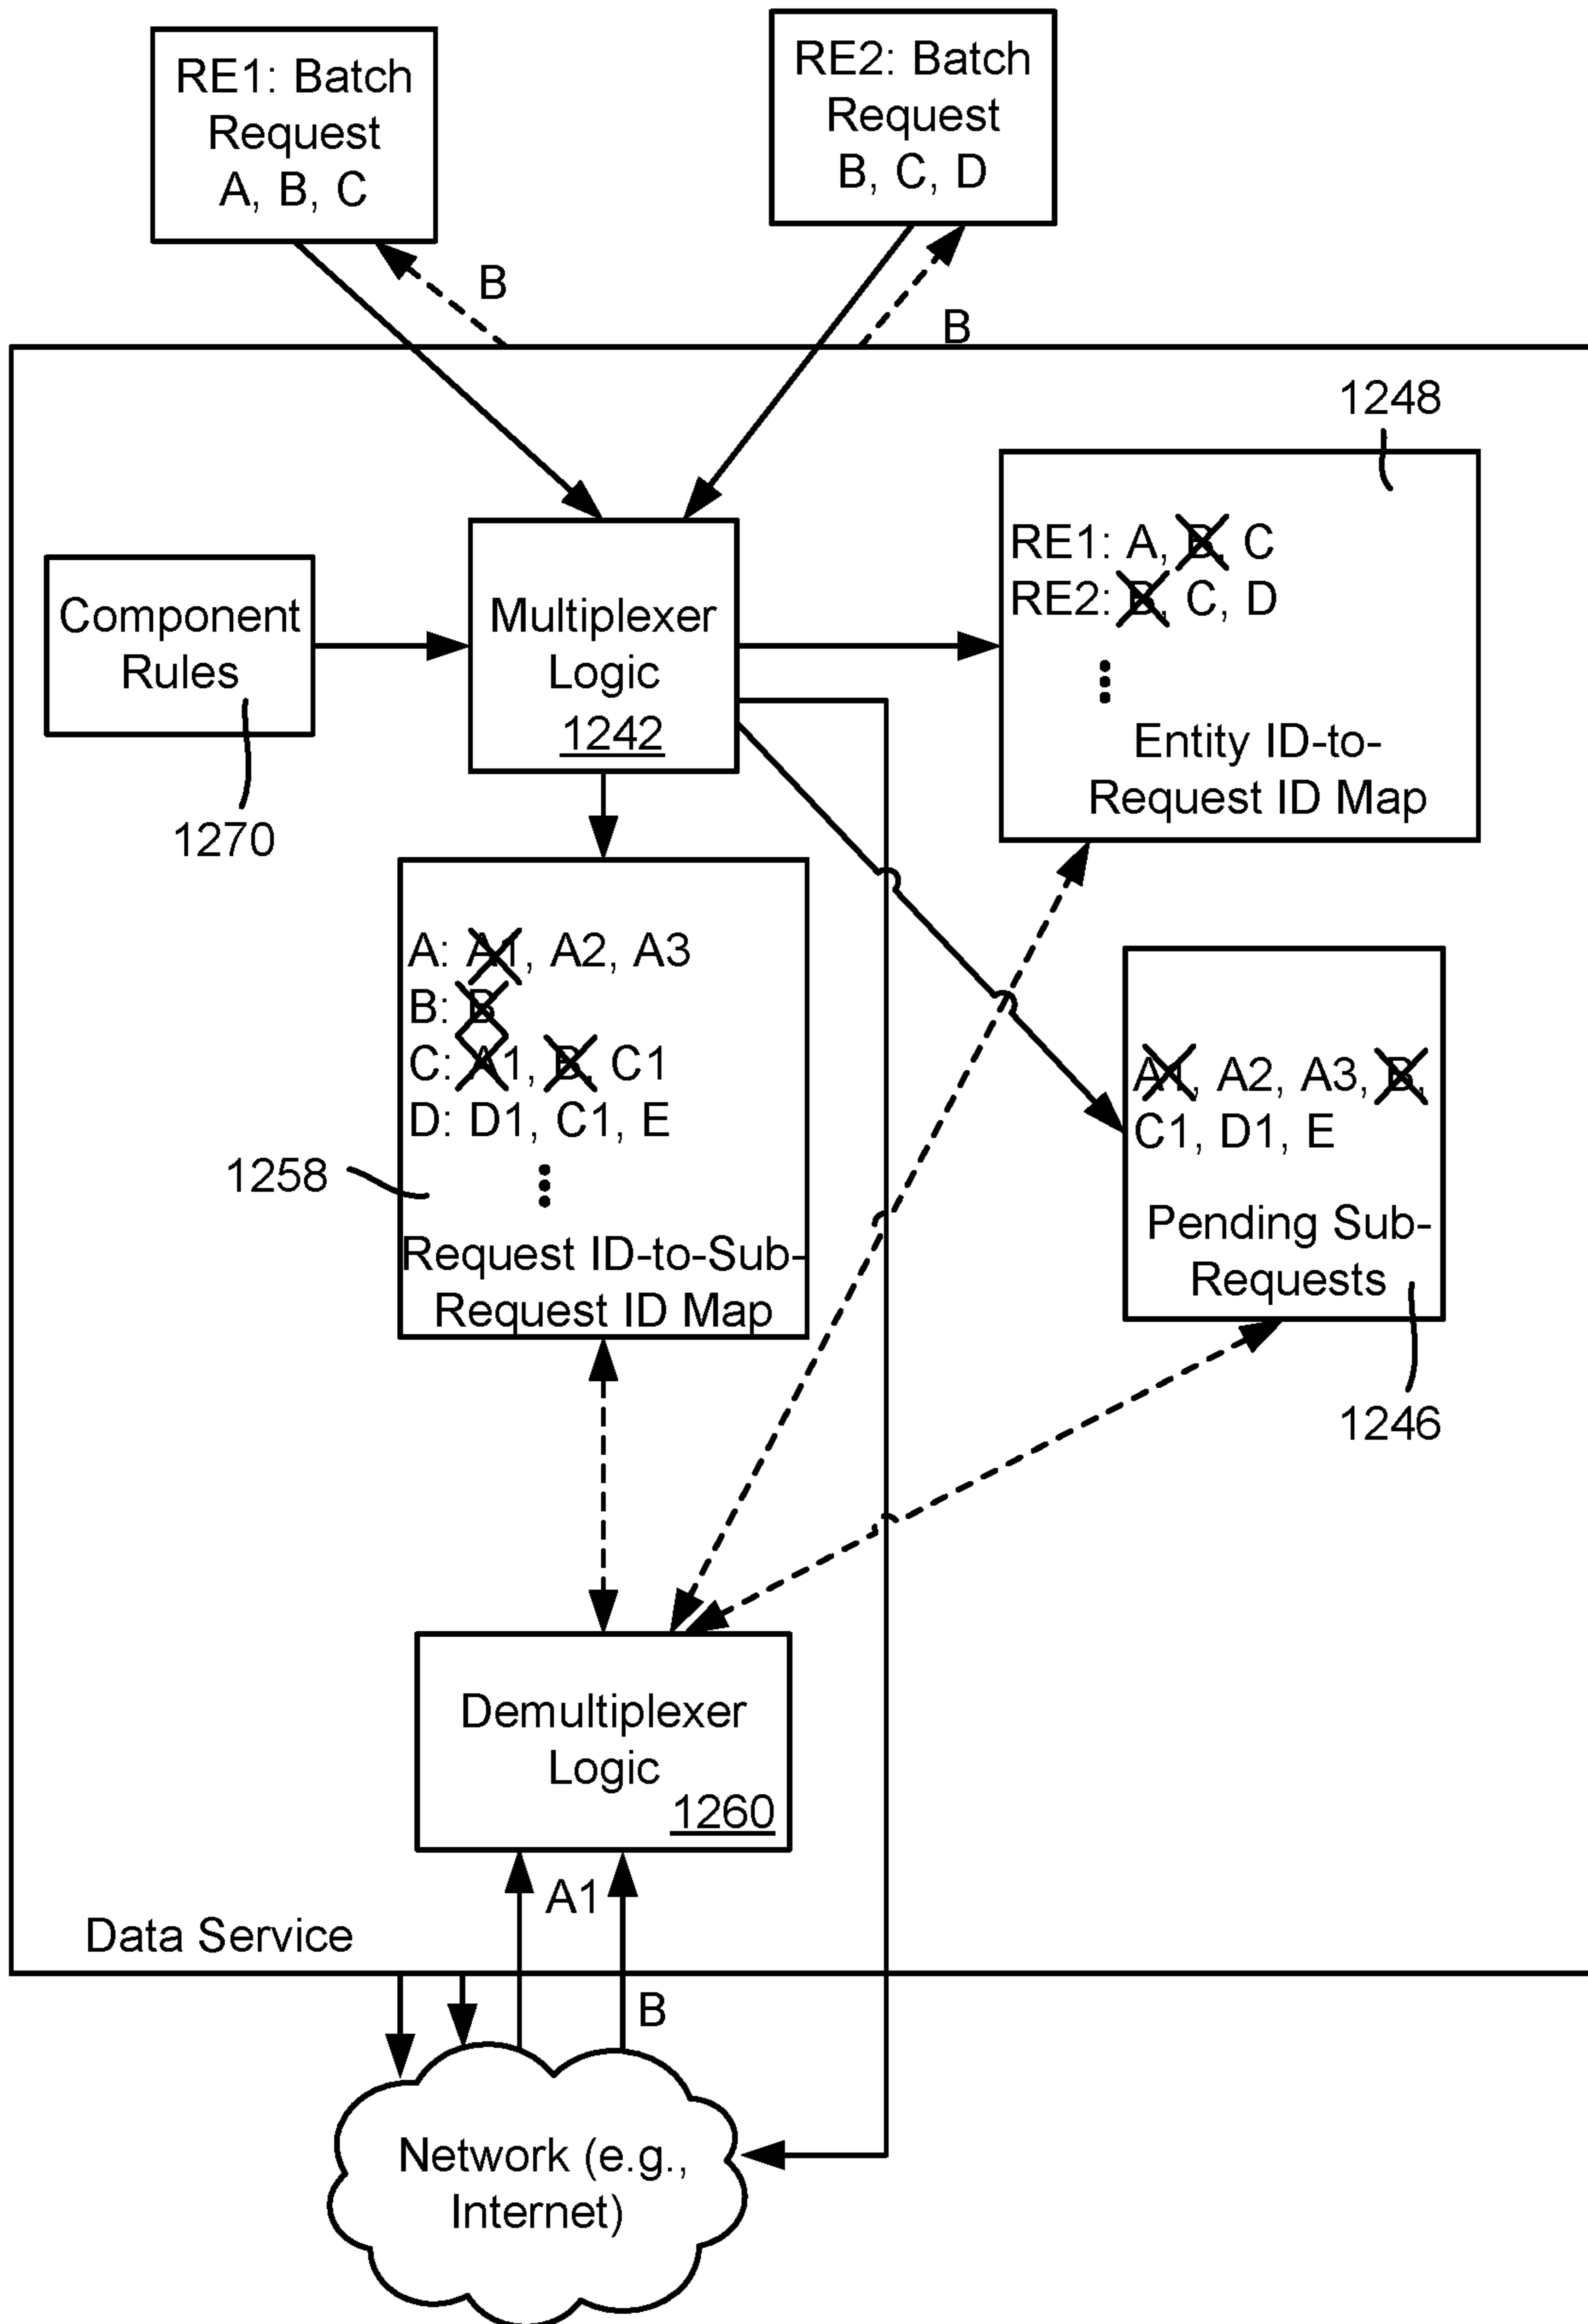 RE1: Batch
Request
A, B, C
RE2: Batch
Request
B, C, D
B
B
1248
RE1: A, B, C
RE2: B, C, D
Entity ID-to-
Request ID Map
Component
Rules
1270
Multiplexer
Logic
1242
A: A1, A2, A3
B: B
C: A1, B, C1
D: D1, C1, E
1258
Request ID-to-Sub-
Request ID Map
A1, A2, A3, B,
C1, D1, E
Pending Sub-
Requests
1246
Demultiplexer
Logic
1260
A1
Data Service
B
Network (e.g.,
Internet)